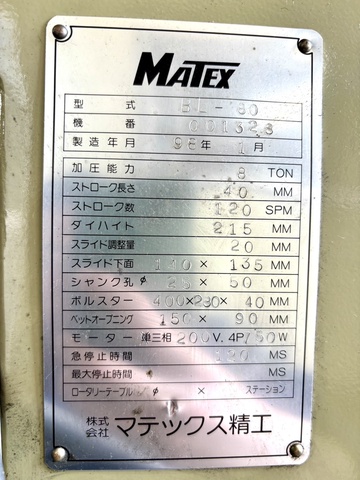 MATEX
型式 BL-80
機番 001328
製造年月 96年 1月
加圧能力 8 TON
ストローク長さ 40 MM
ストローク数 120 SPM
ダイハイト 215 MM
スライド調整量 20 MM
スライド下面 110 × 135 MM
シャンク孔 φ 25 × 50 MM
ボルスター 400×280× 40 MM
ベットオープニング 150 × 90 MM
モーター 単三相 200V. 4P 750W
急停止時間 120 MS
最大停止時間 MS
ロータリーテーブル φ × ステーション
株式会社 マテックス精工